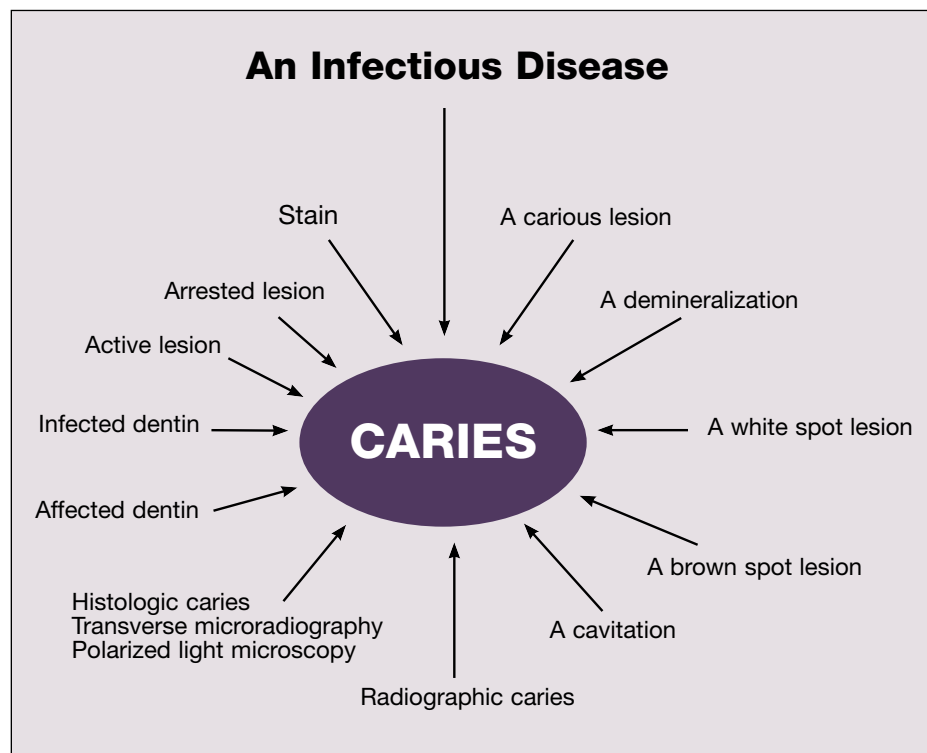 An Infectious Disease
Stain
A carious lesion
Arrested lesion
A demineralization
Active lesion
Infected dentin
CARIES
A white spot lesion
Affected dentin
A brown spot lesion
Histologic caries
Transverse microradiography
Polarized light microscopy
A cavitation
Radiographic caries